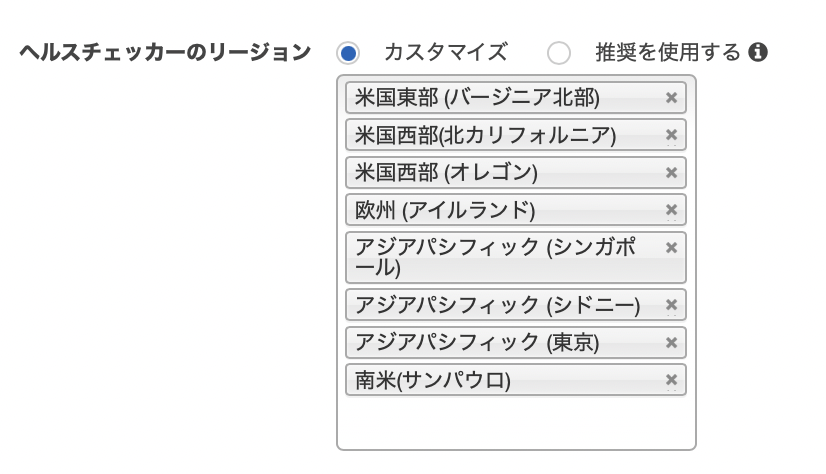 ヘルスチェッカーのリージョン カスタマイズ 推奨を使用する
米国東部 (バージニア北部)
米国西部(北カリフォルニア)
米国西部 (オレゴン)
欧州 (アイルランド)
アジアパシフィック (シンガポ
ール)
アジアパシフィック (シドニー)
アジアパシフィック (東京)
南米(サンパウロ)